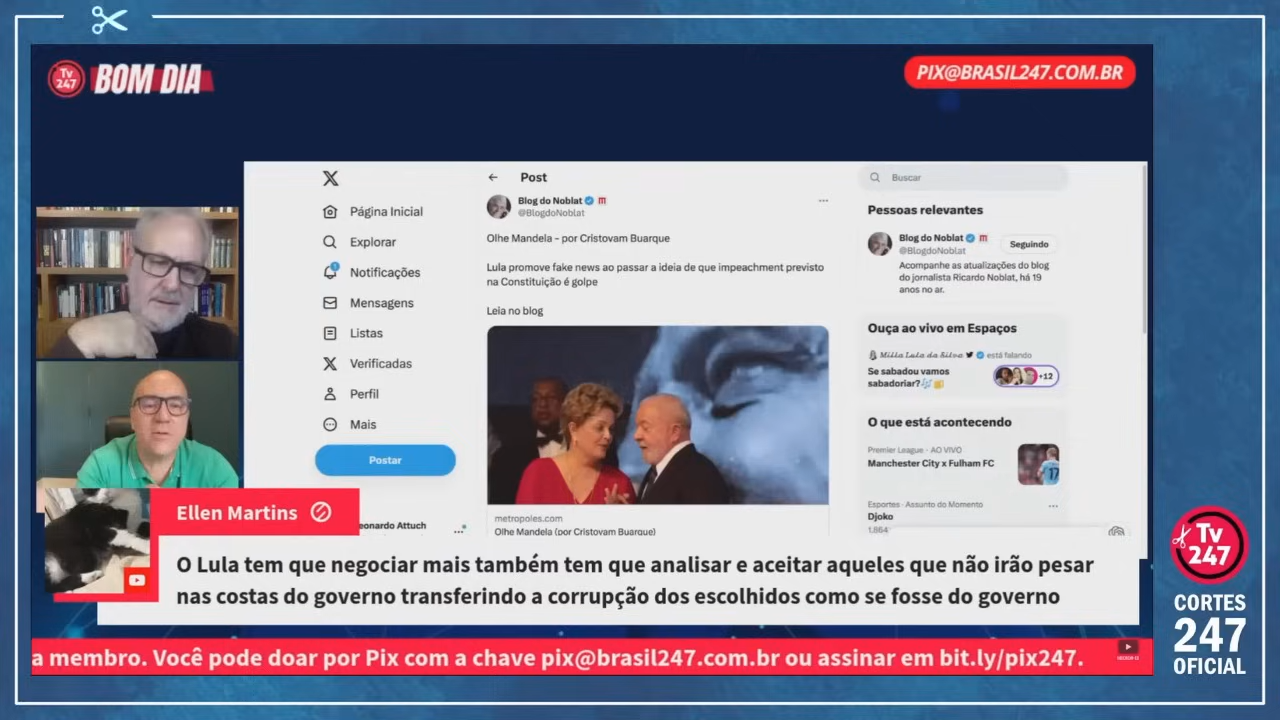 Tv 247
BOM DIA
PIX@BRASIL247.COM.BR
X
Página Inicial
Explorar
Notificações
Mensagens
Listas
Verificadas
Perfil
Mais
Postar
eonardo Attuch
Post
Blog do Noblat
@BlogdoNoblat
Olhe Mandela - por Cristovam Buarque
Lula promove fake news ao passar a ideia de que impeachment previsto
na Constituição é golpe
Leia no blog
metropoles.com
Olhe Mandela (por Cristovam Buarque)
Buscar
Pessoas relevantes
Blog do Noblat
@BlogdoNoblat
Seguindo
Acompanhe as atualizações do blog
do jornalista Ricardo Noblat, há 19
anos no ar.
Ouça ao vivo em Espaços
Milla Lula da Silva está falando
Se sabadou vamos
sabadoriar?
+12
O que está acontecendo
Premier League · AO VIVO
Manchester City x Fulham FC
Esportes · Assunto do Momento
Djoko
1.864
Ellen Martins
O Lula tem que negociar mais também tem que analisar e aceitar aqueles que não irão pesar
nas costas do governo transferindo a corrupção dos escolhidos como se fosse do governo
a membro. Você pode doar por Pix com a chave pix@brasil247.com.br ou assinar em bit.ly/pix247.
Tv
247
CORTES
247
OFICIAL